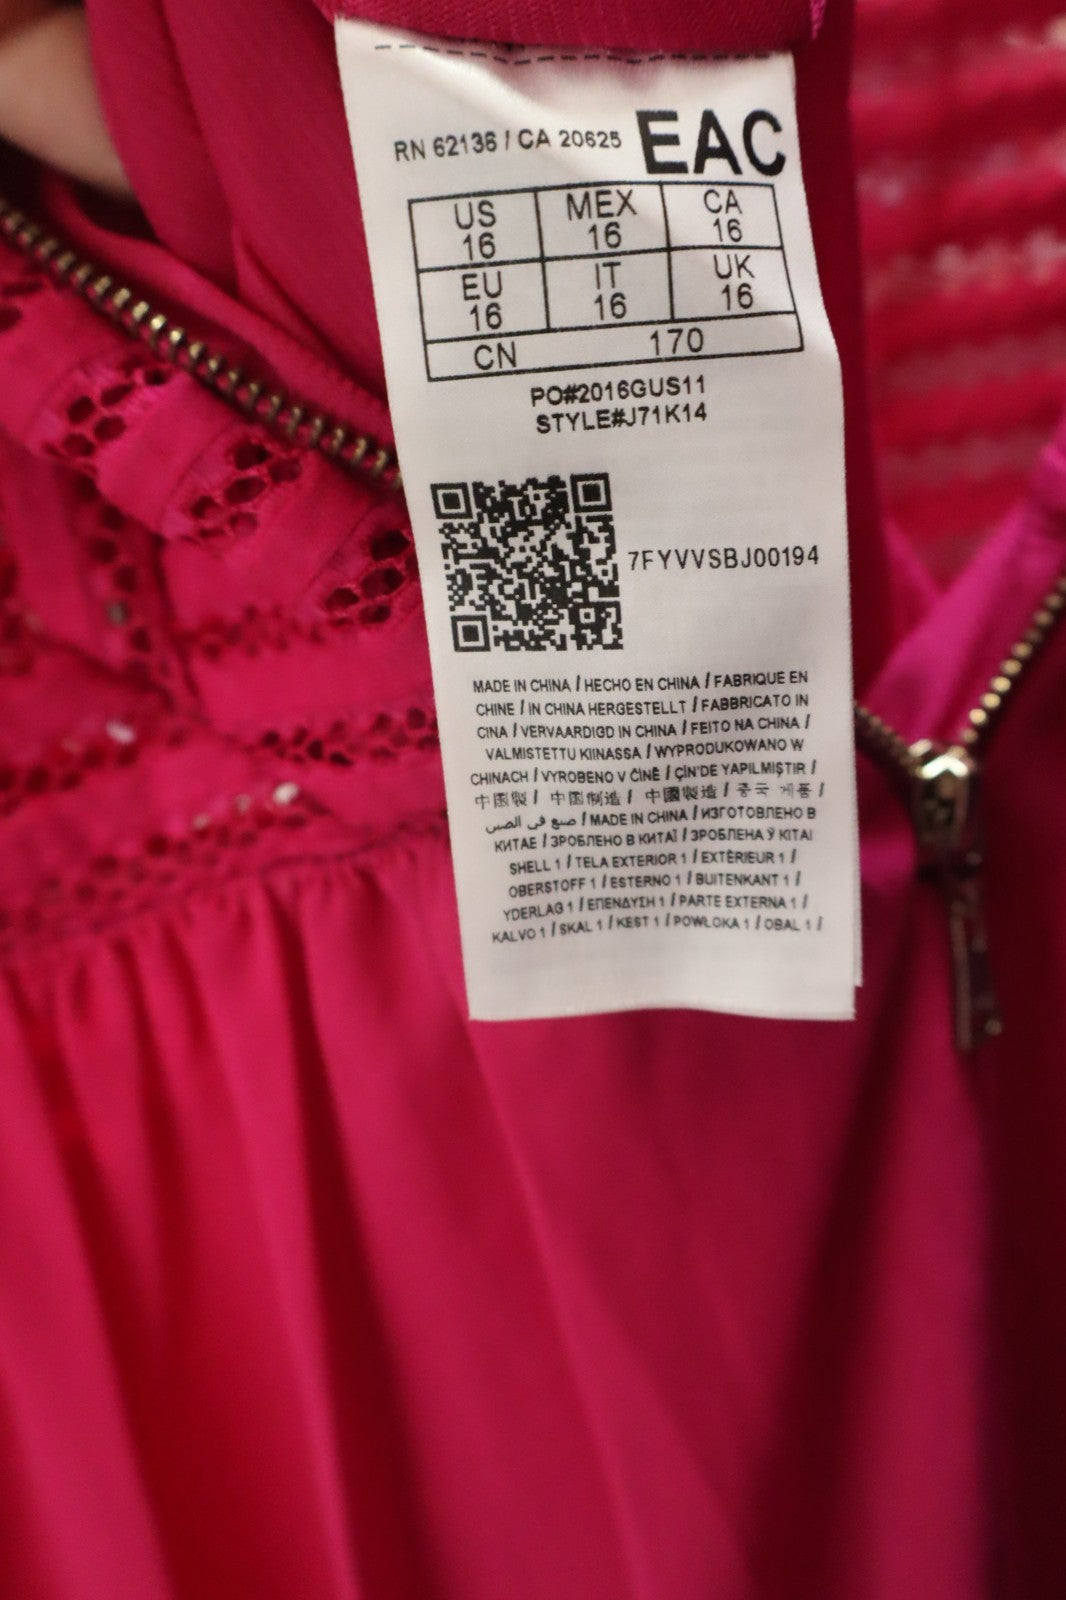 RN 62136 / CA 20625 EAC
US MEX CA
16 16 16
EU IT UK
16 16 16
CN 170
PO#2016GUS11
STYLE#J71K14
7FYVVSBJ00194
MADE IN CHINA / HECHO EN CHINA / FABRIQUE EN
CHINE / IN CHINA HERGESTELLT / FABBRICATO IN
CINA / VERVAARDIGD IN CHINA / FEITO NA CHINA /
VALMISTETTU KIINASSA / WYPRODUKOWANO W
CHINACH / VYROBENO V ČÍNĚ / ÇİN'DE YAPILMIŞTIR /
中国製 / 中国制造 / 中國製造 / 중국 제품 /
صنع في الصين / MADE IN CHINA / ИЗГОТОВЛЕНО В
КИТАЕ / ЗРОБЛЕНО В КИТАЇ / ЗРОБЛЕНА Ў KITAI
SHELL 1 / TELA EXTERIOR 1 / EXTÉRIEUR 1 /
OBERSTOFF 1 / ESTERNO 1 / BUITENKANT 1 /
YDERLAG 1 / ΕΠΕΝΔΥΣΗ 1 / PARTE EXTERNA 1 /
KALVO 1 / SKAL 1 / KEST 1 / POWŁOKA 1 / OBAL 1 /